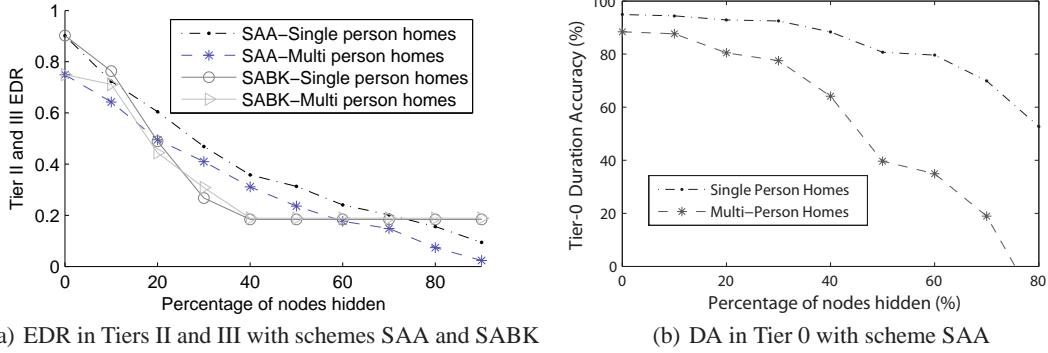 1
0.8
0.6
0.4
0.2
0
0 20 40 60 80
Tier II and III EDR
Percentage of nodes hidden
SAA−Single person homes
SAA−Multi person homes
SABK−Single person homes
SABK−Multi person homes
100
80
60
40
20
0
0 10 20 30 40 50 60 70 80
Tier-0 Duration Accuracy (%)
Percentage of nodes hidden (%)
Single Person Homes
Multi−Person Homes
a) EDR in Tiers II and III with schemes SAA and SABK
(b) DA in Tier 0 with scheme SAA